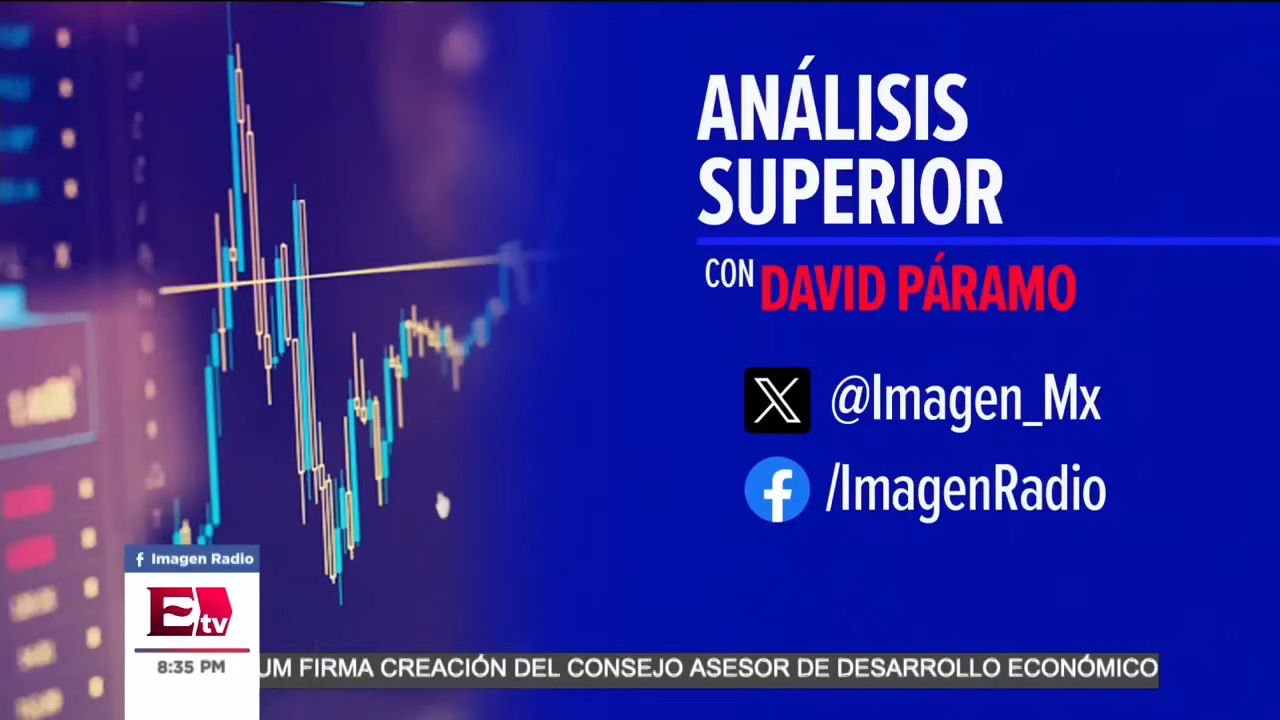 ANÁLISIS
SUPERIOR
CON DAVID PÁRAMO
@Imagen_Mx
/ImagenRadio
Imagen Radio
Etv
8:35 PM
UM FIRMA CREACIÓN DEL CONSEJO ASESOR DE DESARROLLO ECONÓMICO